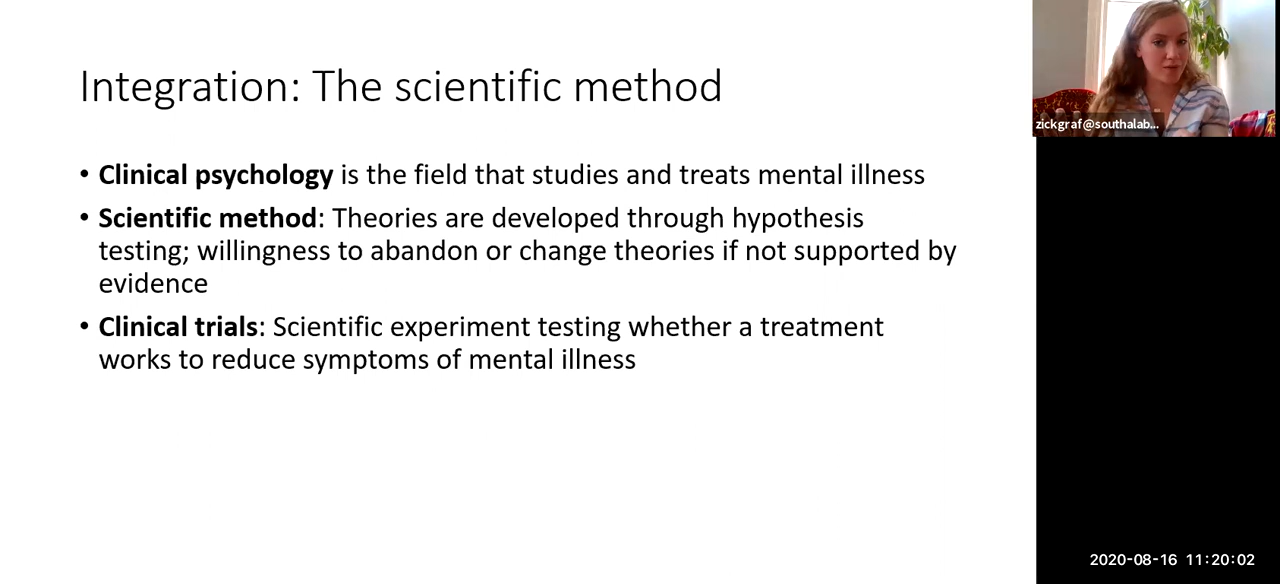 Integration: The scientific method
• Clinical psychology is the field that studies and treats mental illness
• Scientific method: Theories are developed through hypothesis
testing; willingness to abandon or change theories if not supported by
evidence
• Clinical trials: Scientific experiment testing whether a treatment
works to reduce symptoms of mental illness
zickgraf@southalab...
2020-08-16 11:20:02